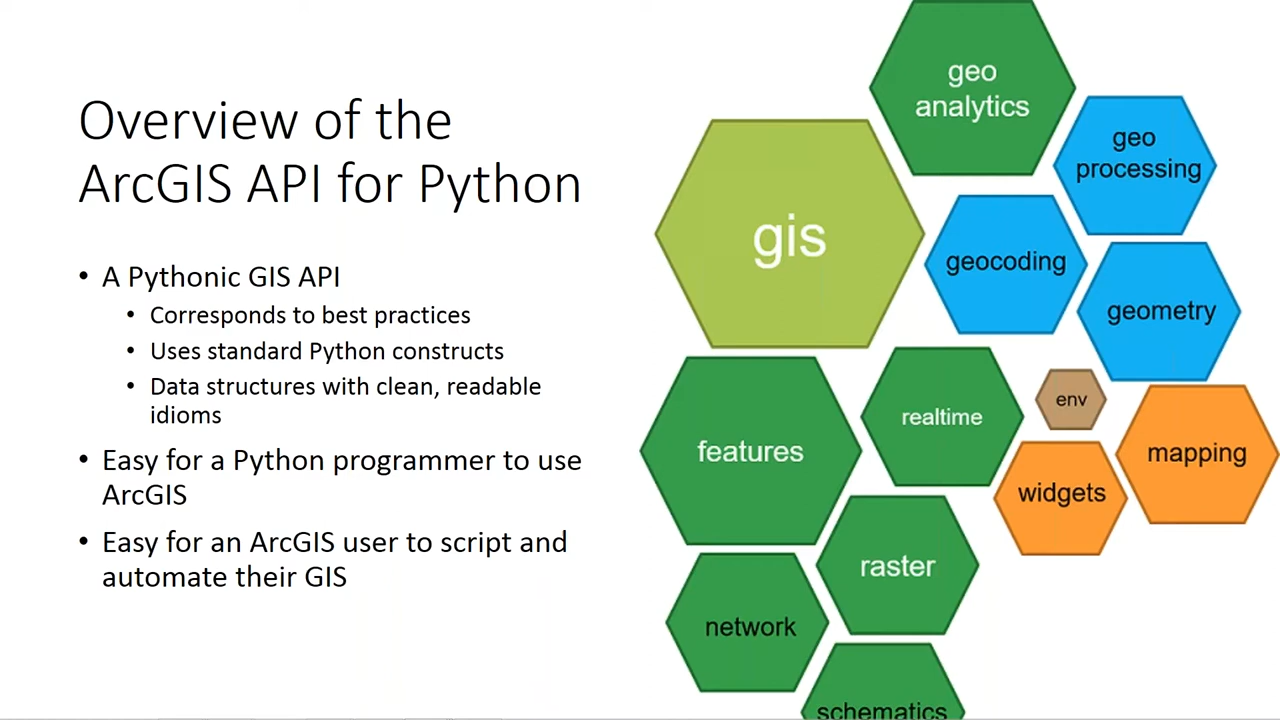 Overview of the
ArcGIS API for Python
• A Pythonic GIS API
• Corresponds to best practices
• Uses standard Python constructs
• Data structures with clean, readable
idioms
• Easy for a Python programmer to use
ArcGIS
• Easy for an ArcGIS user to script and
automate their GIS
geo
analytics
geo
processing
gis
geocoding
geometry
features
realtime
env
mapping
widgets
raster
network
schematics